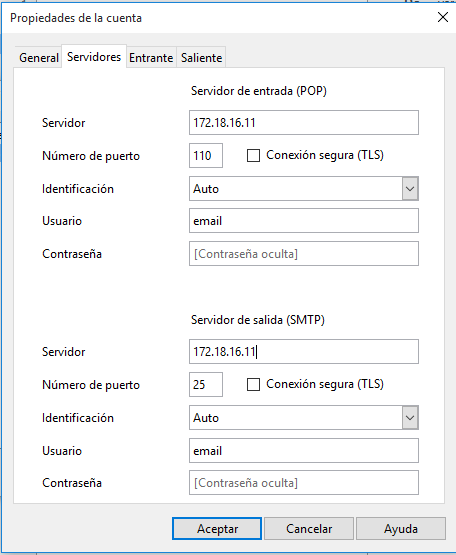 Propiedades de la cuenta
General Servidores Entrante Saliente
Servidor de entrada (POP)
Servidor 172.18.16.11
Número de puerto 110 Conexión segura (TLS)
Identificación Auto
Usuario email
Contraseña [Contraseña oculta]
Servidor de salida (SMTP)
Servidor 172.18.16.11
Número de puerto 25 Conexión segura (TLS)
Identificación Auto
Usuario email
Contraseña [Contraseña oculta]
Aceptar Cancelar Ayuda